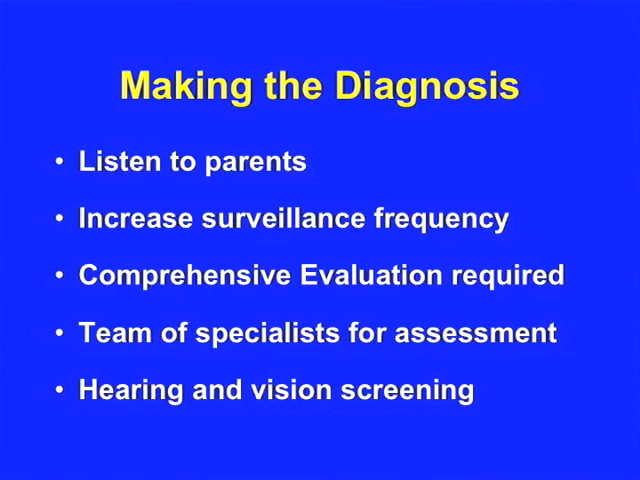 Making the Diagnosis
• Listen to parents
• Increase surveillance frequency
• Comprehensive Evaluation required
• Team of specialists for assessment
• Hearing and vision screening